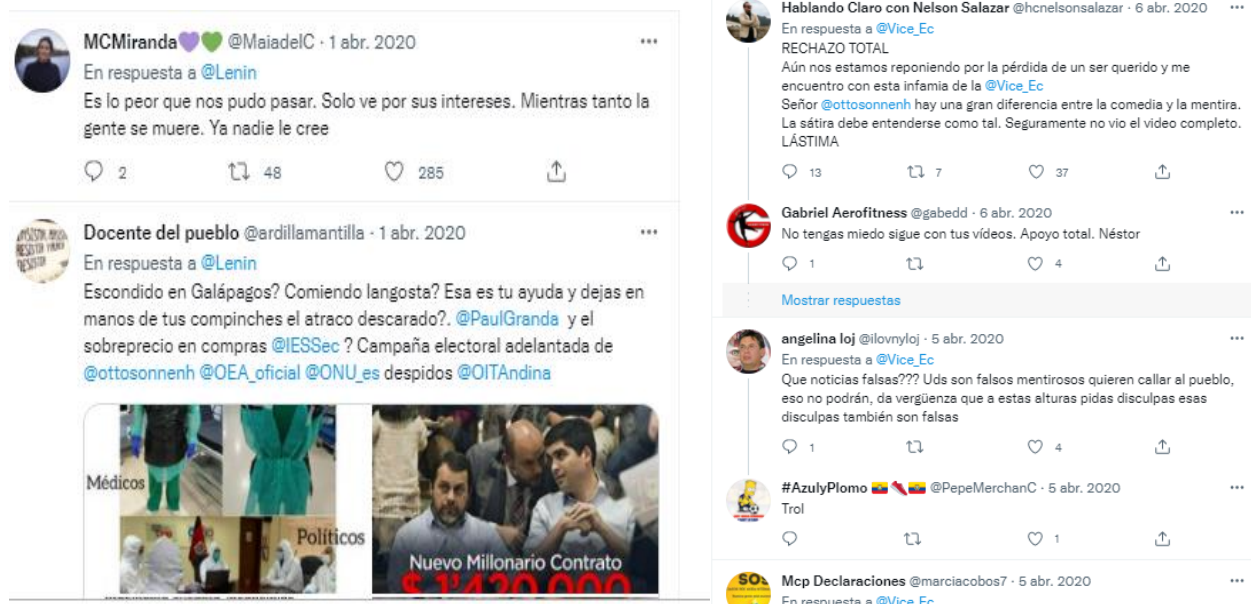 MCMiranda💜💚 @MaiadelC · 1 abr. 2020
En respuesta a @Lenin
Es lo peor que nos pudo pasar. Solo ve por sus intereses. Mientras tanto la
gente se muere. Ya nadie le cree
2 48 285
Docente del pueblo @ardillamantilla · 1 abr. 2020
En respuesta a @Lenin
Escondido en Galápagos? Comiendo langosta? Esa es tu ayuda y dejas en
manos de tus compinches el atraco descarado?. @PaulGranda y el
sobreprecio en compras @IESSec ? Campaña electoral adelantada de
@ottosonnenh @OEA_oficial @ONU_es despidos @OITAndina
Médicos
Políticos
Nuevo Millonario Contrato
$ 1'420.000
Hablando Claro con Nelson Salazar @hcnelsonsalazar · 6 abr. 2020
En respuesta a @Vice_Ec
RECHAZO TOTAL
Aún nos estamos reponiendo por la pérdida de un ser querido y me
encuentro con esta infamia de la @Vice_Ec
Señor @ottosonnenh hay una gran diferencia entre la comedia y la mentira.
La sátira debe entenderse como tal. Seguramente no vio el video completo.
LÁSTIMA
13 7 37
Gabriel Aerofitness @gabedd · 6 abr. 2020
No tengas miedo sigue con tus vídeos. Apoyo total. Néstor
1 4
Mostrar respuestas
angelina loj @ilovnyloj · 5 abr. 2020
En respuesta a @Vice_Ec
Que noticias falsas??? Uds son falsos mentirosos quieren callar al pueblo,
eso no podrán, da vergüenza que a estas alturas pidas disculpas esas
disculpas también son falsas
1 4
#AzulyPlomo 🇪🇨👠🇪🇨 @PepeMerchanC · 5 abr. 2020
Trol
1
SOS
Mcp Declaraciones @marciacobos7 · 5 abr. 2020
En respuesta a @Vice_Ec